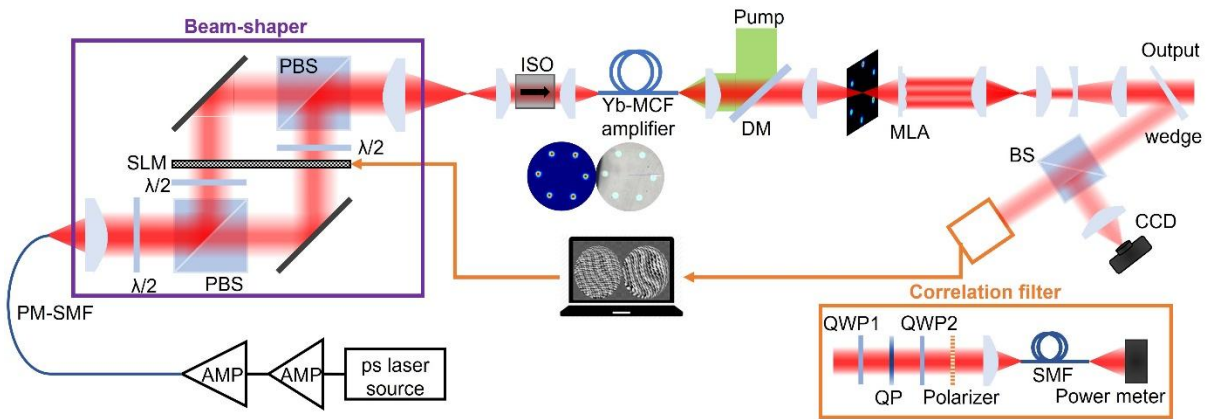 Beam-shaper
PBS
SLM
λ/2
λ/2
λ/2
PBS
PM-SMF
AMP
AMP
ps laser
source
ISO
Yb-MCF
amplifier
Pump
DM
MLA
Output
wedge
BS
CCD
Correlation filter
QWP1
QWP2
QP
Polarizer
SMF
Power meter